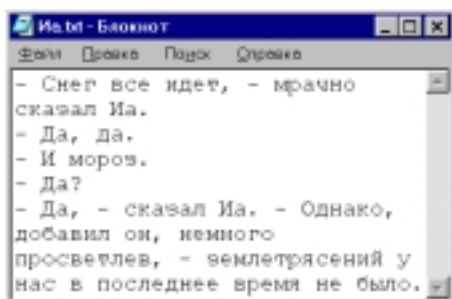 Иа.txt - Блокнот
Файл Правка Поиск Справка
- Снег все идет, - мрачно
сказал Иа.
- Да, да.
- И мороз.
- Да?
- Да, - сказал Иа. - Однако,
добавил он, немного
просветлев, - землетрясений у
нас в последнее время не было.